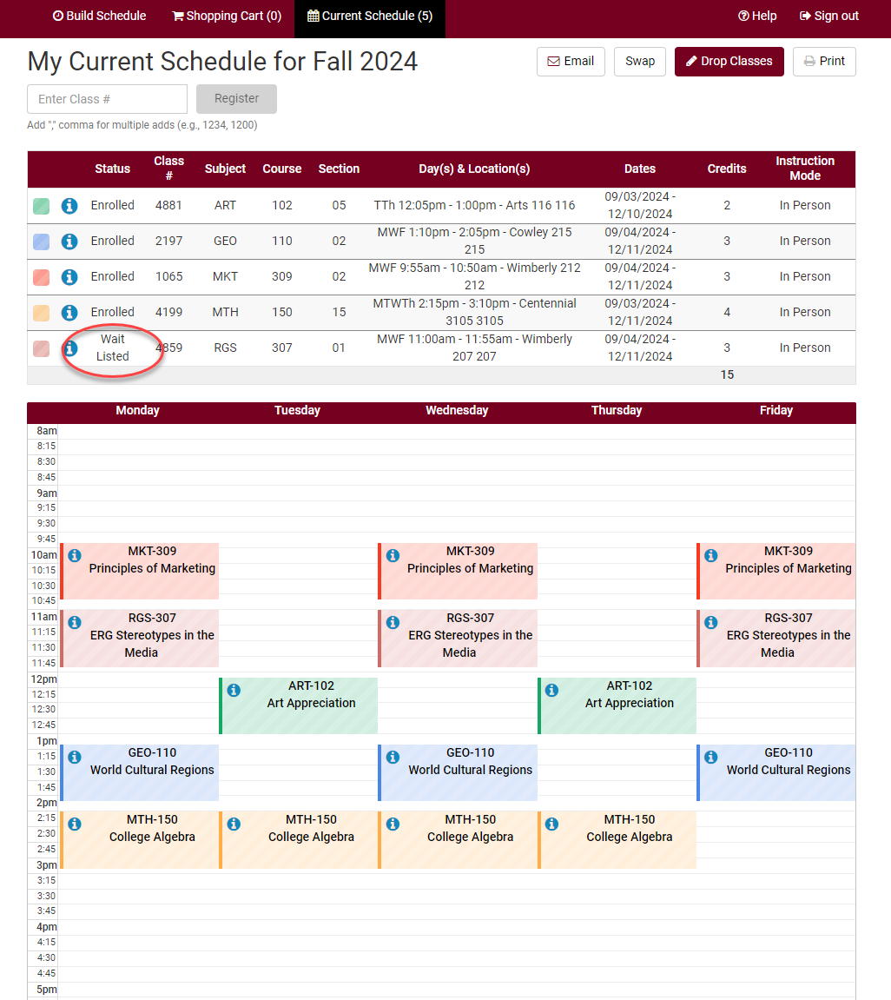 Build Schedule Shopping Cart (0) Current Schedule (5) Help Sign out
My Current Schedule for Fall 2024
Email Swap Drop Classes Print
Enter Class # Register
Add "," comma for multiple adds (e.g., 1234, 1200)
Status Class # Subject Course Section Day(s) & Location(s) Dates Credits Instruction Mode
Enrolled 4881 ART 102 05 TTh 12:05pm - 1:00pm - Arts 116 116 09/03/2024 - 12/10/2024 2 In Person
Enrolled 2197 GEO 110 02 MWF 1:10pm - 2:05pm - Cowley 215 215 09/04/2024 - 12/11/2024 3 In Person
Enrolled 1065 MKT 309 02 MWF 9:55am - 10:50am - Wimberly 212 212 09/04/2024 - 12/11/2024 3 In Person
Enrolled 4199 MTH 150 15 MTWTh 2:15pm - 3:10pm - Centennial 3105 3105 09/03/2024 - 12/11/2024 4 In Person
Wait Listed 4859 RGS 307 01 MWF 11:00am - 11:55am - Wimberly 207 207 09/04/2024 - 12/11/2024 3 In Person
15
Monday Tuesday Wednesday Thursday Friday
8am
8:15
8:30
8:45
9am
9:15
9:30
9:45
10am MKT-309 MKT-309 MKT-309
10:15 Principles of Marketing Principles of Marketing Principles of Marketing
10:30
10:45
11am RGS-307 RGS-307 RGS-307
11:15 ERG Stereotypes in the ERG Stereotypes in the ERG Stereotypes in the
11:30 Media Media Media
11:45
12pm ART-102 ART-102
12:15 Art Appreciation Art Appreciation
12:30
12:45
1pm
1:15 GEO-110 GEO-110 GEO-110
1:30 World Cultural Regions World Cultural Regions World Cultural Regions
1:45
2pm
2:15 MTH-150 MTH-150 MTH-150 MTH-150
2:30 College Algebra College Algebra College Algebra College Algebra
2:45
3pm
3:15
3:30
3:45
4pm
4:15
4:30
4:45
5pm